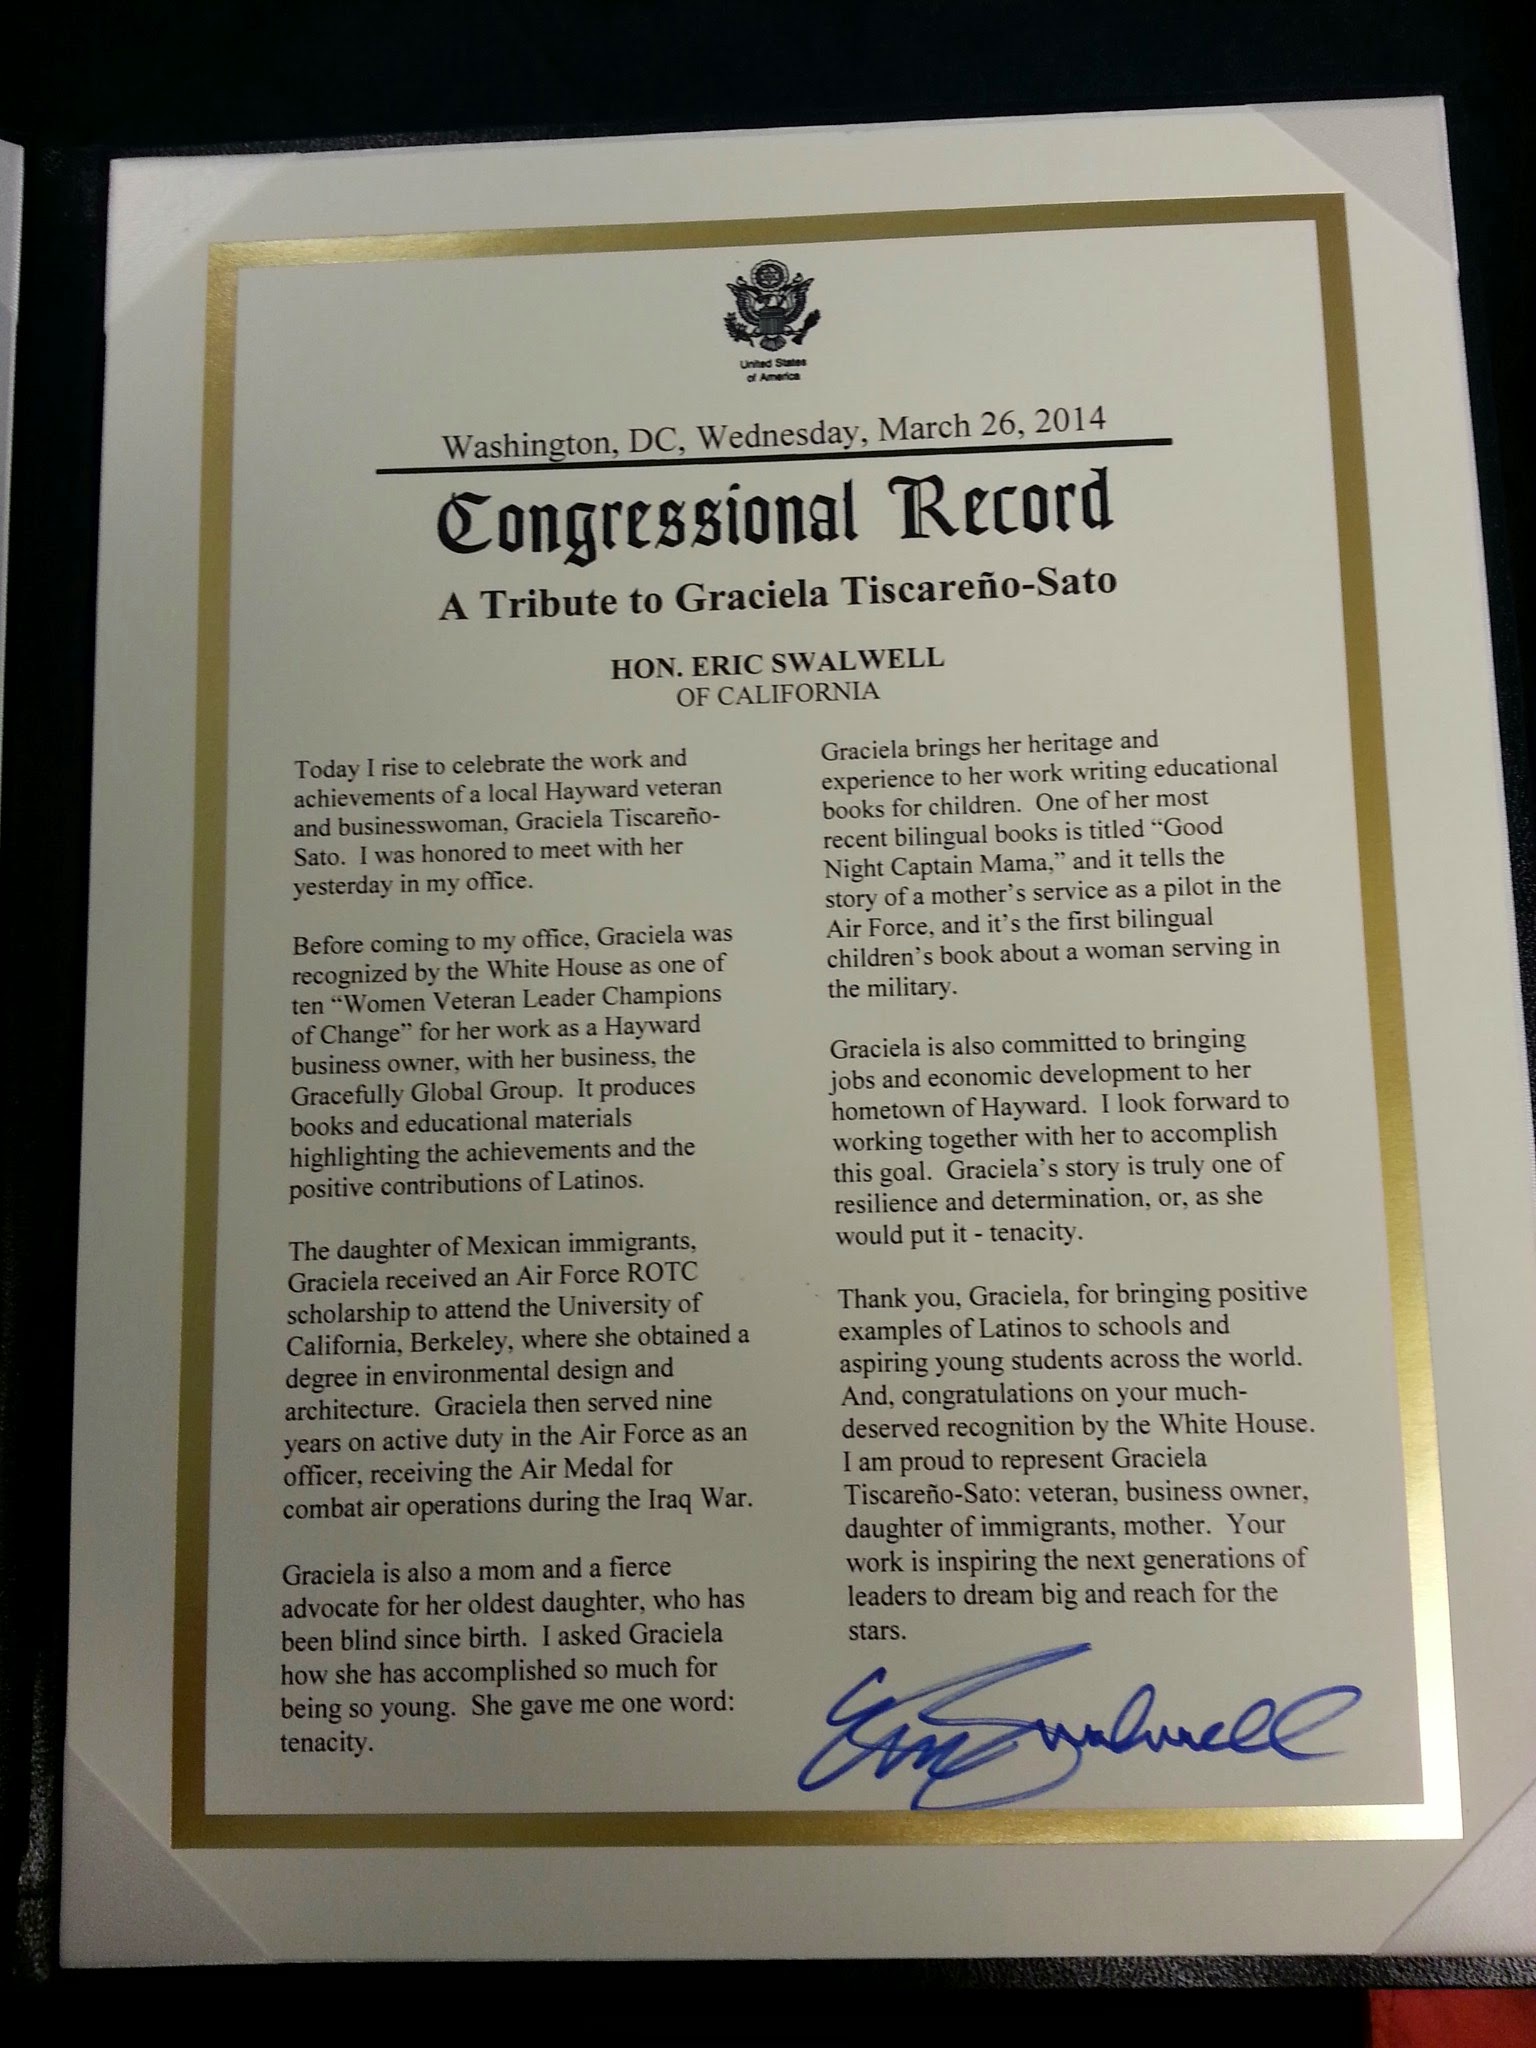 United States
of America
Washington, DC, Wednesday, March 26, 2014
Congressional Record
A Tribute to Graciela Tiscareño-Sato
HON. ERIC SWALWELL
OF CALIFORNIA
Today I rise to celebrate the work and
achievements of a local Hayward veteran
and businesswoman, Graciela Tiscareño-
Sato. I was honored to meet with her
yesterday in my office.
Before coming to my office, Graciela was
recognized by the White House as one of
ten “Women Veteran Leader Champions
of Change” for her work as a Hayward
business owner, with her business, the
Gracefully Global Group. It produces
books and educational materials
highlighting the achievements and the
positive contributions of Latinos.
The daughter of Mexican immigrants,
Graciela received an Air Force ROTC
scholarship to attend the University of
California, Berkeley, where she obtained a
degree in environmental design and
architecture. Graciela then served nine
years on active duty in the Air Force as an
officer, receiving the Air Medal for
combat air operations during the Iraq War.
Graciela is also a mom and a fierce
advocate for her oldest daughter, who has
been blind since birth. I asked Graciela
how she has accomplished so much for
being so young. She gave me one word:
tenacity.
Graciela brings her heritage and
experience to her work writing educational
books for children. One of her most
recent bilingual books is titled “Good
Night Captain Mama,” and it tells the
story of a mother’s service as a pilot in the
Air Force, and it’s the first bilingual
children’s book about a woman serving in
the military.
Graciela is also committed to bringing
jobs and economic development to her
hometown of Hayward. I look forward to
working together with her to accomplish
this goal. Graciela’s story is truly one of
resilience and determination, or, as she
would put it - tenacity.
Thank you, Graciela, for bringing positive
examples of Latinos to schools and
aspiring young students across the world.
And, congratulations on your much-
deserved recognition by the White House.
I am proud to represent Graciela
Tiscareño-Sato: veteran, business owner,
daughter of immigrants, mother. Your
work is inspiring the next generations of
leaders to dream big and reach for the
stars.
Eric Swalwell